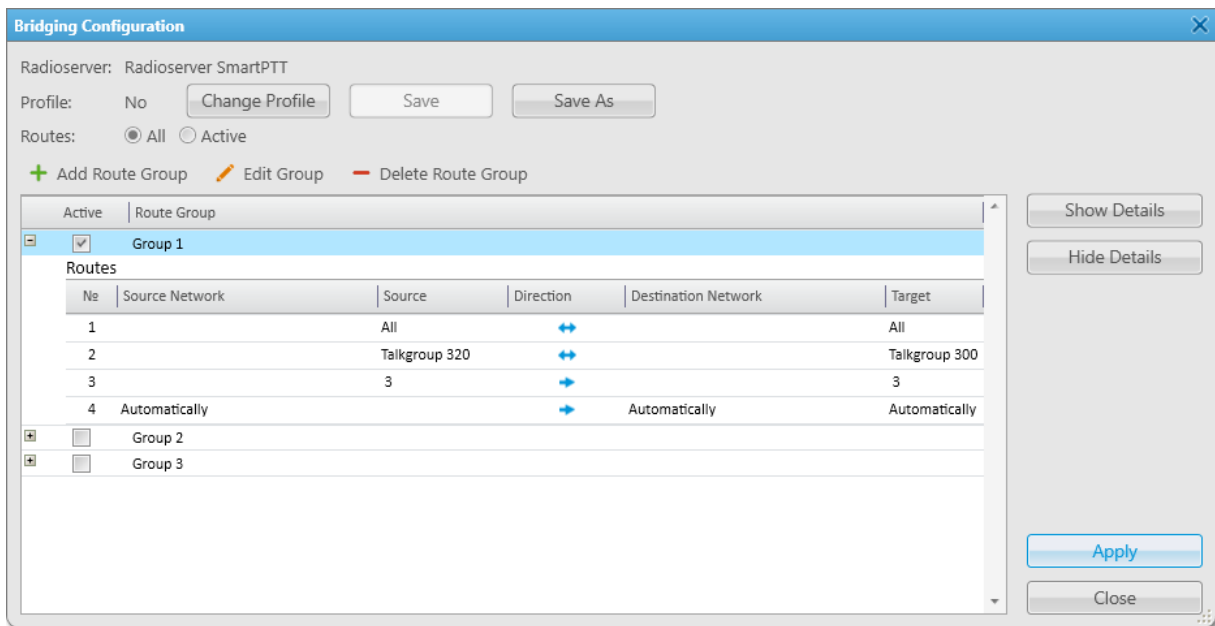 Bridging Configuration
Radioserver: Radioserver SmartPTT
Profile: No Change Profile Save Save As
Routes: All Active
Add Route Group Edit Group Delete Route Group
Show Details
Hide Details
Active Route Group
Group 1
Routes
№ Source Network Source Direction Destination Network Target
1 All All
2 Talkgroup 320 Talkgroup 300
3 3 3
4 Automatically Automatically Automatically
Group 2
Group 3
Apply
Close